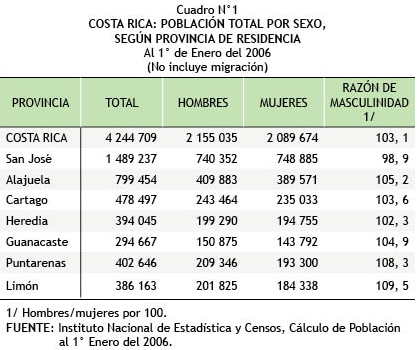 Cuadro N°1
COSTA RICA: POBLACIÓN TOTAL POR SEXO,
SEGÚN PROVINCIA DE RESIDENCIA
Al 1° de Enero del 2006
(No incluye migración)
PROVINCIA TOTAL HOMBRES MUJERES RAZÓN DE MASCULINIDAD 1/
COSTA RICA 4 244 709 2 155 035 2 089 674 103, 1
San José 1 489 237 740 352 748 885 98, 9
Alajuela 799 454 409 883 389 571 105, 2
Cartago 478 497 243 464 235 033 103, 6
Heredia 394 045 199 290 194 755 102, 3
Guanacaste 294 667 150 875 143 792 104, 9
Puntarenas 402 646 209 346 193 300 108, 3
Limón 386 163 201 825 184 338 109, 5
1/ Hombres/mujeres por 100.
FUENTE: Instituto Nacional de Estadística y Censos, Cálculo de Población
al 1° Enero del 2006.